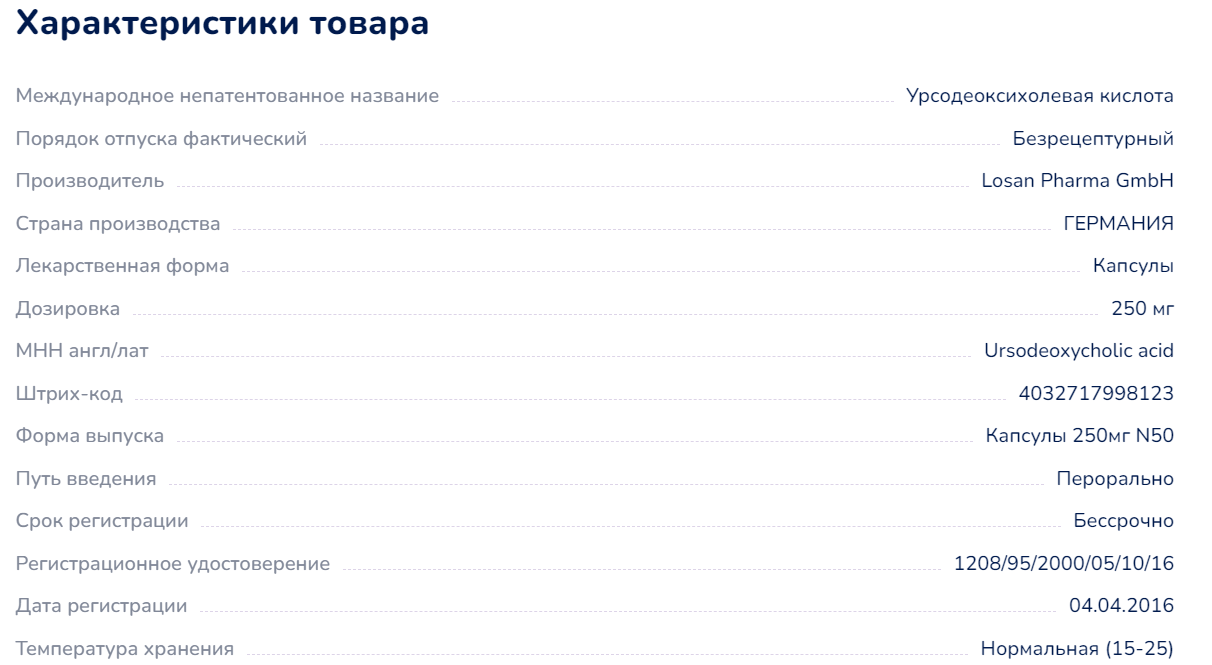 Характеристики товара
Международное непатентованное название Урсодеоксихолевая кислота
Порядок отпуска фактический Безрецептурный
Производитель Losan Pharma GmbH
Страна производства ГЕРМАНИЯ
Лекарственная форма Капсулы
Дозировка 250 мг
МНН англ/лат Ursodeoxycholic acid
Штрих-код 4032717998123
Форма выпуска Капсулы 250мг N50
Путь введения Перорально
Срок регистрации Бессрочно
Регистрационное удостоверение 1208/95/2000/05/10/16
Дата регистрации 04.04.2016
Температура хранения Нормальная (15-25)